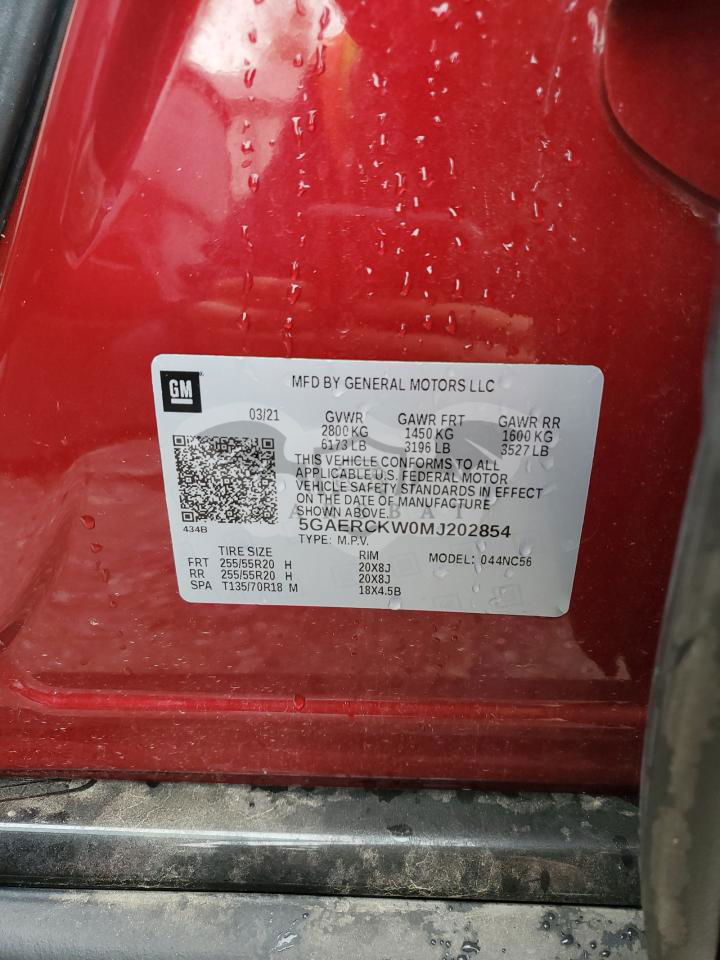 GM
MFD BY GENERAL MOTORS LLC
03/21 GVWR GAWR FRT GAWR RR
2800 KG 1450 KG 1600 KG
6173 LB 3196 LB 3527 LB
THIS VEHICLE CONFORMS TO ALL
APPLICABLE U.S. FEDERAL MOTOR
VEHICLE SAFETY STANDARDS IN EFFECT
ON THE DATE OF MANUFACTURE
SHOWN ABOVE.
434B
5GAERCKW0MJ202854
TYPE: M.P.V.
TIRE SIZE RIM MODEL: 044NC56
FRT 255/55R20 H 20X8J
RR 255/55R20 H 20X8J
SPA T135/70R18 M 18X4.5B